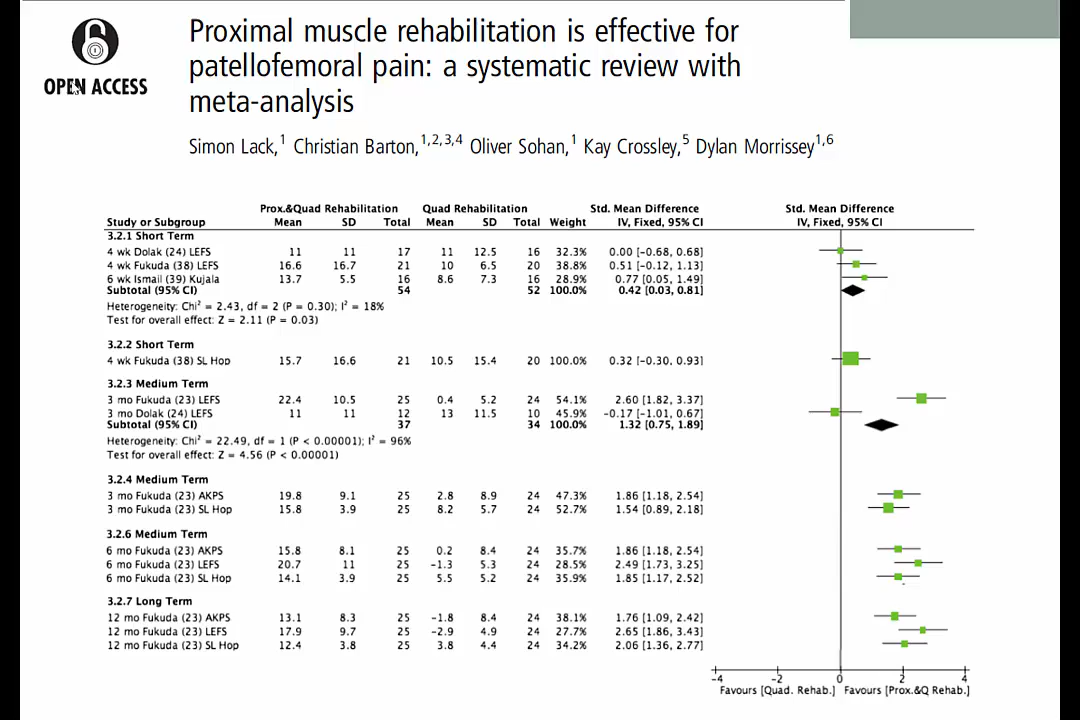 Proximal muscle rehabilitation is effective for
patellofemoral pain: a systematic review with
meta-analysis
OPEN ACCESS
Simon Lack,1 Christian Barton,1,2,3,4 Oliver Sohan,1 Kay Crossley,5 Dylan Morrissey1,6
Prox.&Quad Rehabilitation Quad Rehabilitation Std. Mean Difference Std. Mean Difference
Study or Subgroup Mean SD Total Mean SD Total Weight IV, Fixed, 95% CI IV, Fixed, 95% CI
3.2.1 Short Term
4 wk Dolak (24) LEFS 11 11 17 11 12.5 16 32.3% 0.00 [-0.68, 0.68]
4 wk Fukuda (38) LEFS 16.6 16.7 21 10 6.5 20 38.8% 0.51 [-0.12, 1.13]
6 wk Ismail (39) Kujala 13.7 5.5 16 8.6 7.3 16 28.9% 0.77 [0.05, 1.49]
Subtotal (95% CI) 54 52 100.0% 0.42 [0.03, 0.81]
Heterogeneity: Chi² = 2.43, df = 2 (P = 0.30); I² = 18%
Test for overall effect: Z = 2.11 (P = 0.03)
3.2.2 Short Term
4 wk Fukuda (38) SL Hop 15.7 16.6 21 10.5 15.4 20 100.0% 0.32 [-0.30, 0.93]
3.2.3 Medium Term
3 mo Fukuda (23) LEFS 22.4 10.5 25 0.4 5.2 24 54.1% 2.60 [1.82, 3.37]
3 mo Dolak (24) LEFS 11 11 12 13 11.5 10 45.9% -0.17 [-1.01, 0.67]
Subtotal (95% CI) 37 34 100.0% 1.32 [0.75, 1.89]
Heterogeneity: Chi² = 22.49, df = 1 (P < 0.00001); I² = 96%
Test for overall effect: Z = 4.56 (P < 0.00001)
3.2.4 Medium Term
3 mo Fukuda (23) AKPS 19.8 9.1 25 2.8 8.9 24 47.3% 1.86 [1.18, 2.54]
3 mo Fukuda (23) SL Hop 15.8 3.9 25 8.2 5.7 24 52.7% 1.54 [0.89, 2.18]
3.2.6 Medium Term
6 mo Fukuda (23) AKPS 15.8 8.1 25 0.2 8.4 24 35.7% 1.86 [1.18, 2.54]
6 mo Fukuda (23) LEFS 20.7 11 25 -1.3 5.3 24 28.5% 2.49 [1.73, 3.25]
6 mo Fukuda (23) SL Hop 14.1 3.9 25 5.5 5.2 24 35.9% 1.85 [1.17, 2.52]
3.2.7 Long Term
12 mo Fukuda (23) AKPS 13.1 8.3 25 -1.8 8.4 24 38.1% 1.76 [1.09, 2.42]
12 mo Fukuda (23) LEFS 17.9 9.7 25 -2.9 4.9 24 27.7% 2.65 [1.86, 3.43]
12 mo Fukuda (23) SL Hop 12.4 3.8 25 3.8 4.4 24 34.2% 2.06 [1.36, 2.77]
-4 -2 0 2 4
Favours [Quad. Rehab.] Favours [Prox.&Q Rehab.]